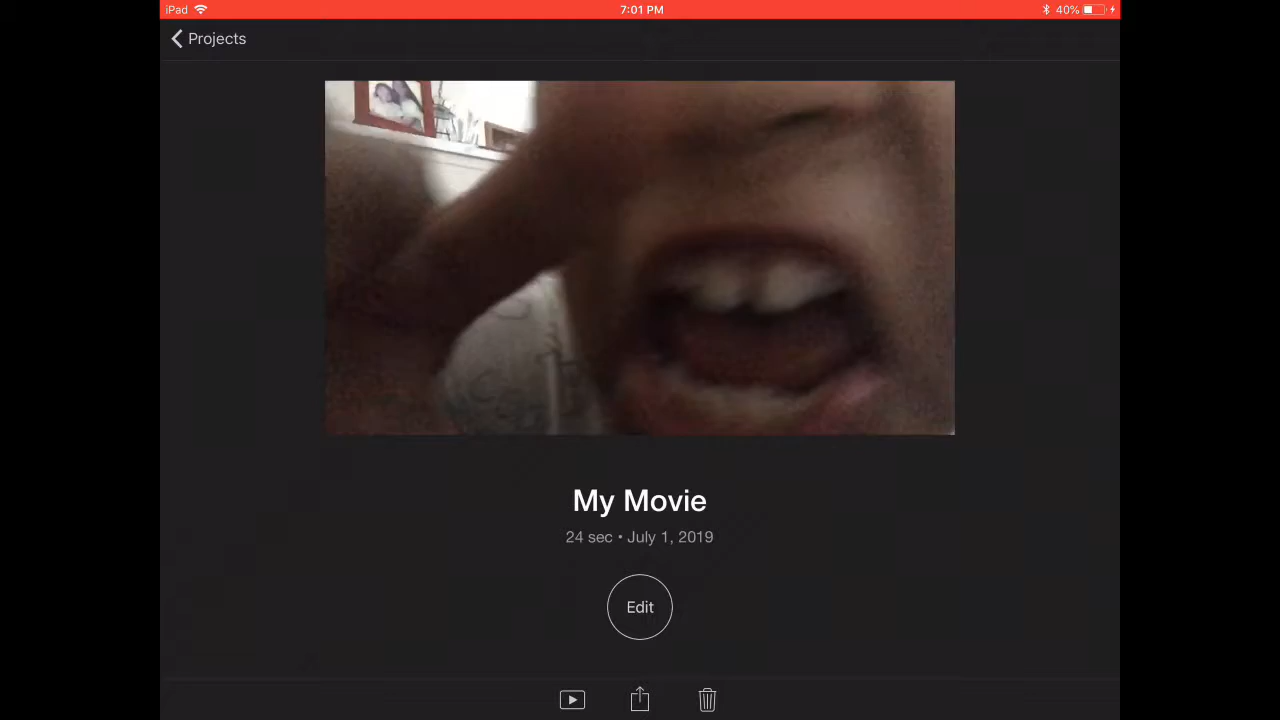 iPad 7:01 PM 40%
Projects
My Movie
24 sec • July 1, 2019
Edit